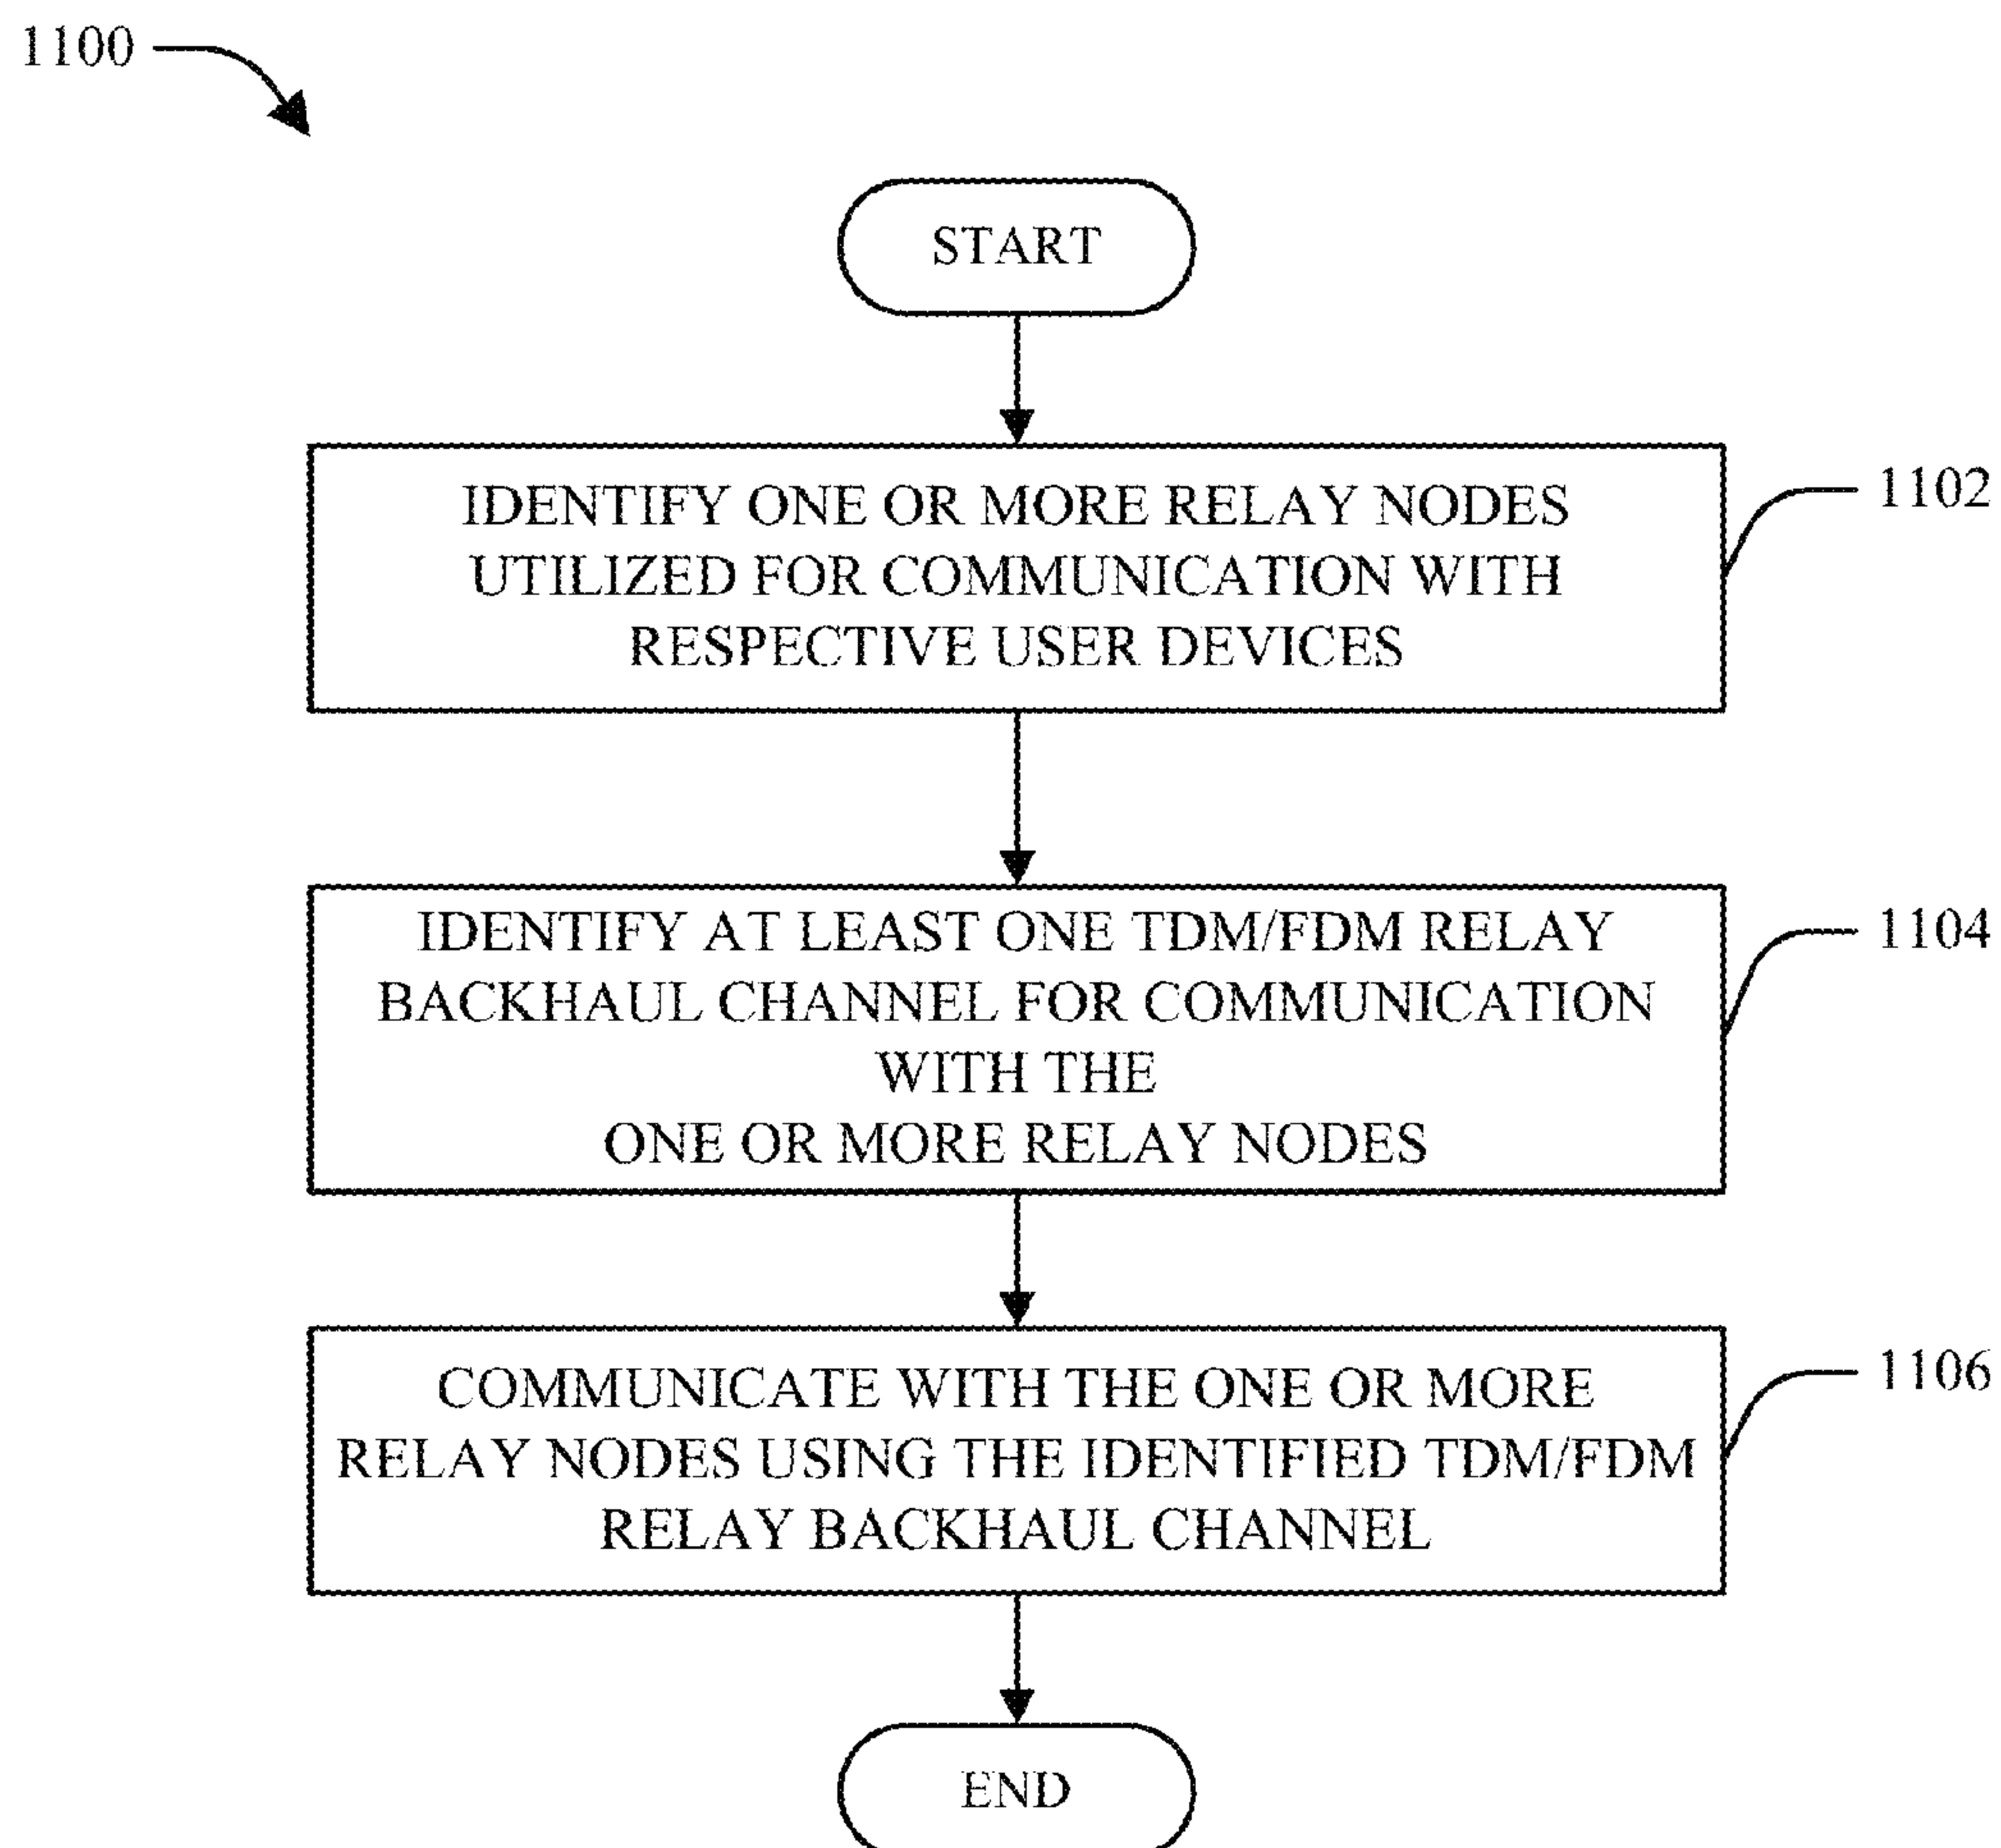 1100
START
IDENTIFY ONE OR MORE RELAY NODES
UTILIZED FOR COMMUNICATION WITH
RESPECTIVE USER DEVICES
1102
IDENTIFY AT LEAST ONE TDM/FDM RELAY
BACKHAUL CHANNEL FOR COMMUNICATION
WITH THE
ONE OR MORE RELAY NODES
1104
COMMUNICATE WITH THE ONE OR MORE
RELAY NODES USING THE IDENTIFIED TDM/FDM
RELAY BACKHAUL CHANNEL
1106
END